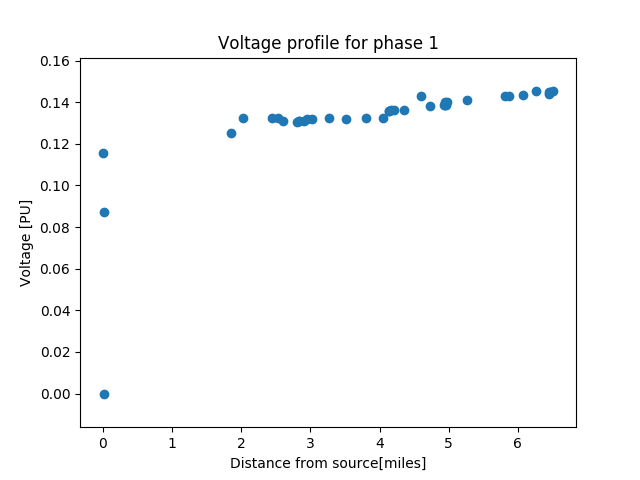 Voltage profile for phase 1
0.16
0.14
0.12
0.10
0.08
0.06
0.04
0.02
0.00
Voltage [PU]
0 1 2 3 4 5 6
Distance from source[miles]